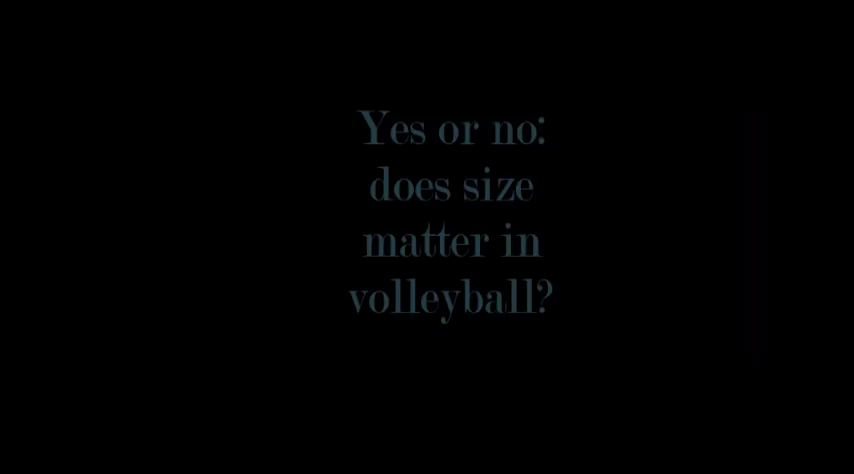 Yes or no:
does size
matter in
volleyball?